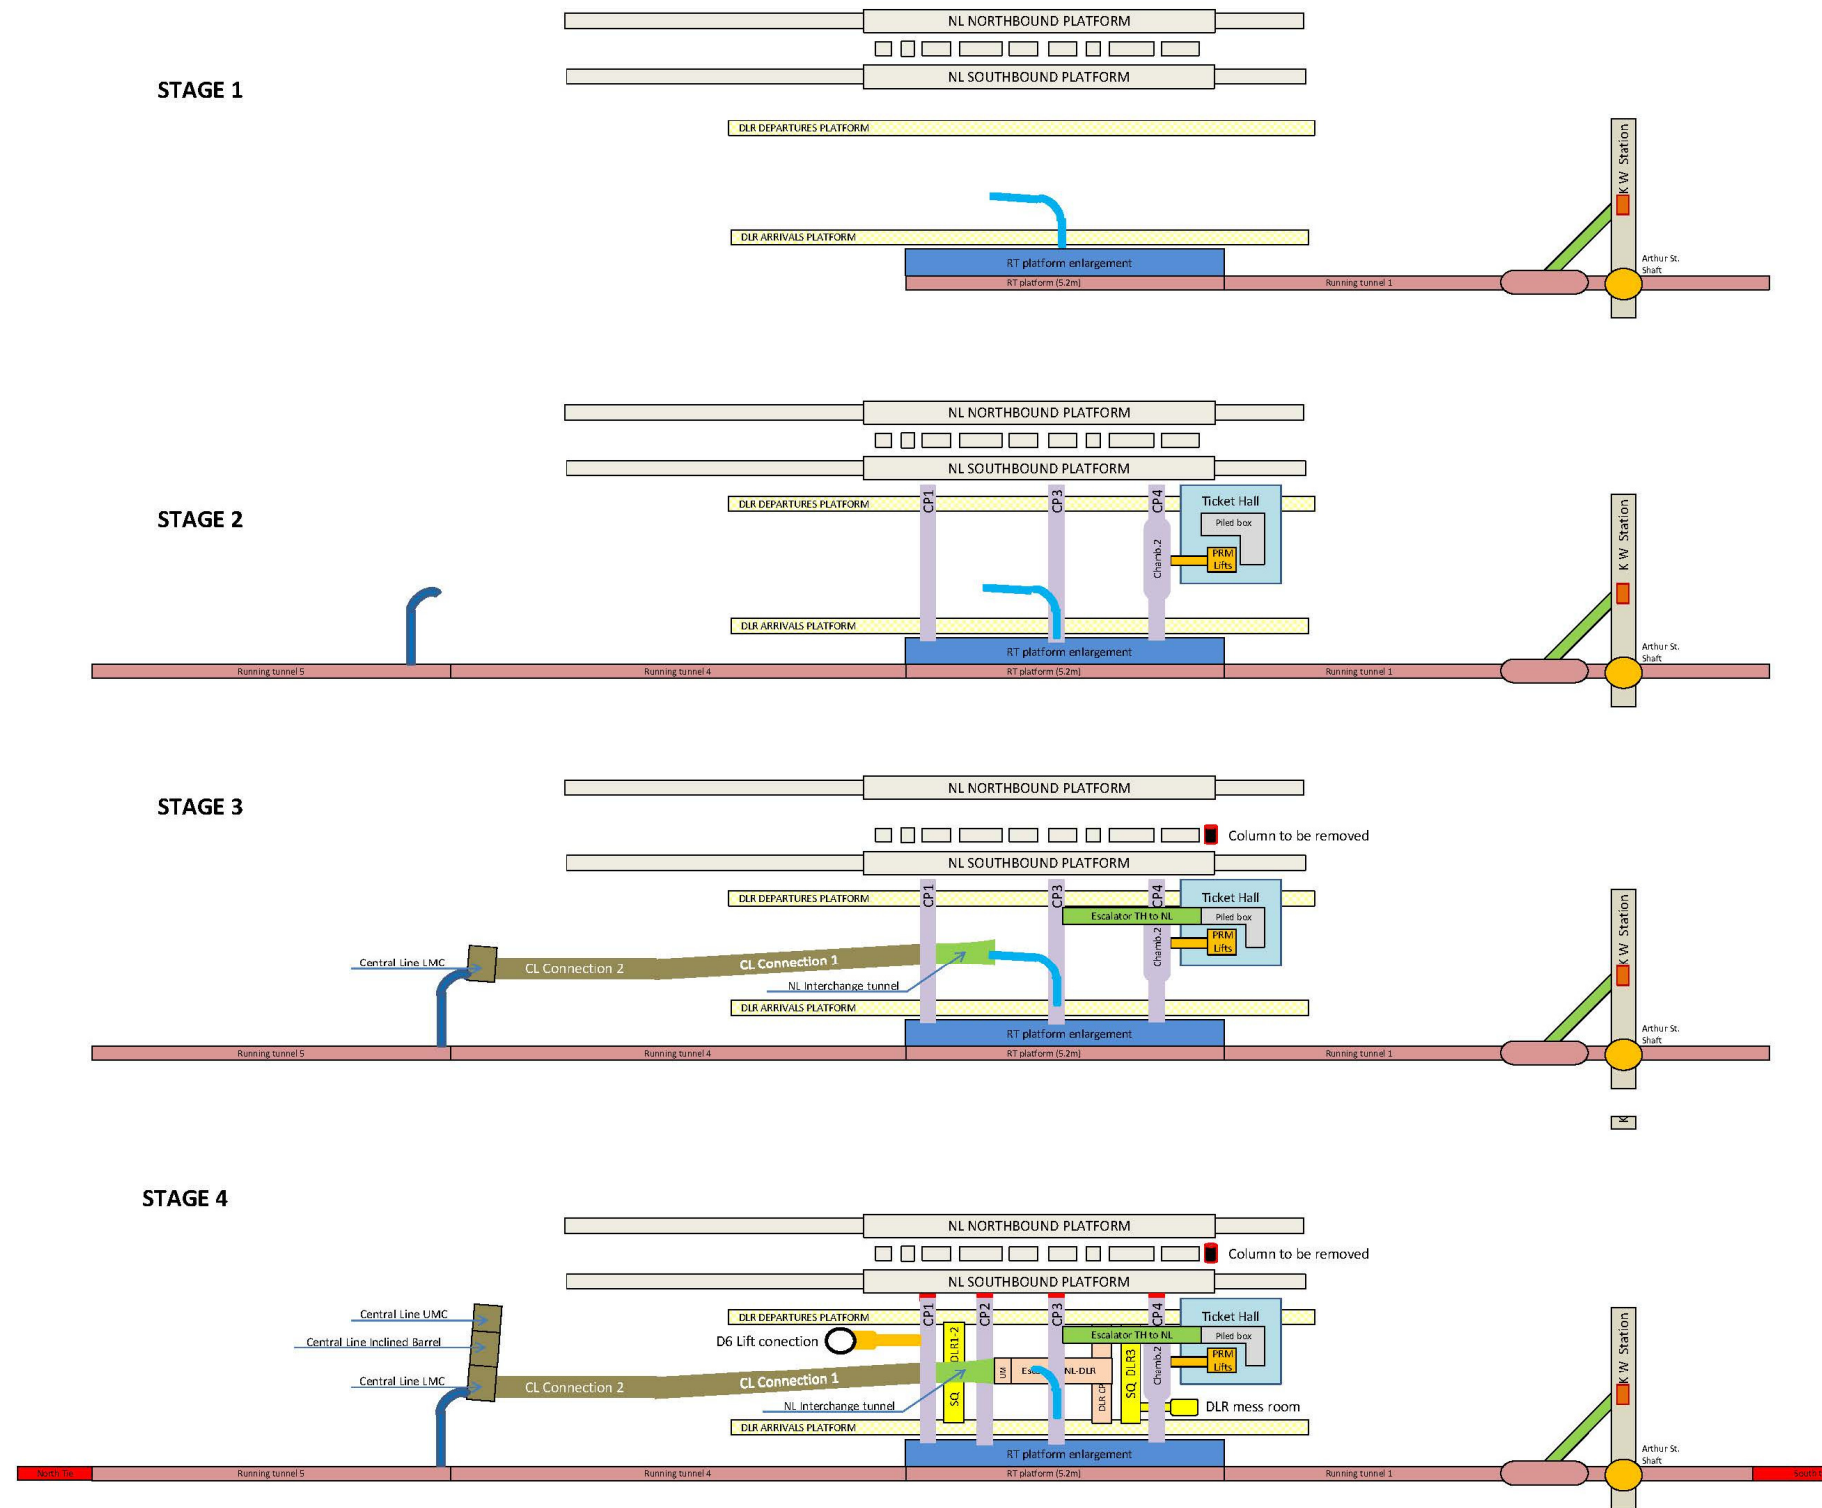 NL NORTHBOUND PLATFORM
STAGE 1
NL SOUTHBOUND PLATFORM
DLR DEPARTURES PLATFORM
K W Station
DLR ARRIVALS PLATFORM
RT platform enlargement
Arthur St.
Shaft
RT platform (5.2m)
Running tunnel 1
NL NORTHBOUND PLATFORM
NL SOUTHBOUND PLATFORM
STAGE 2
DLR DEPARTURES PLATFORM
CP1
CP3
CP4
Ticket Hall
Piled box
K W Station
Chamb.2
PRM
Lifts
DLR ARRIVALS PLATFORM
RT platform enlargement
Arthur St.
Shaft
Running tunnel 5
Running tunnel 4
RT platform (5.2m)
Running tunnel 1
NL NORTHBOUND PLATFORM
STAGE 3
Column to be removed
NL SOUTHBOUND PLATFORM
DLR DEPARTURES PLATFORM
CP1
CP3
CP4
Ticket Hall
Escalator TH to NL
Piled box
K W Station
Chamb.2
PRM
Lifts
Central Line LMC
CL Connection 2
CL Connection 1
NL Interchange tunnel
DLR ARRIVALS PLATFORM
RT platform enlargement
Arthur St.
Shaft
Running tunnel 5
Running tunnel 4
RT platform (5.2m)
Running tunnel 1
K
STAGE 4
NL NORTHBOUND PLATFORM
Column to be removed
NL SOUTHBOUND PLATFORM
Central Line UMC
DLR DEPARTURES PLATFORM
CP1
CP2
CP3
CP4
Ticket Hall
Central Line Inclined Barrel
D6 Lift conection
SQ DLR1-2
Escalator TH to NL
Piled box
K W Station
SQ DLR3
Chamb.2
PRM
Lifts
Central Line LMC
CL Connection 2
CL Connection 1
UM
NL-DLR
DLR CP
NL Interchange tunnel
DLR mess room
DLR ARRIVALS PLATFORM
RT platform enlargement
Arthur St.
Shaft
North Tie
Running tunnel 5
Running tunnel 4
RT platform (5.2m)
Running tunnel 1
South